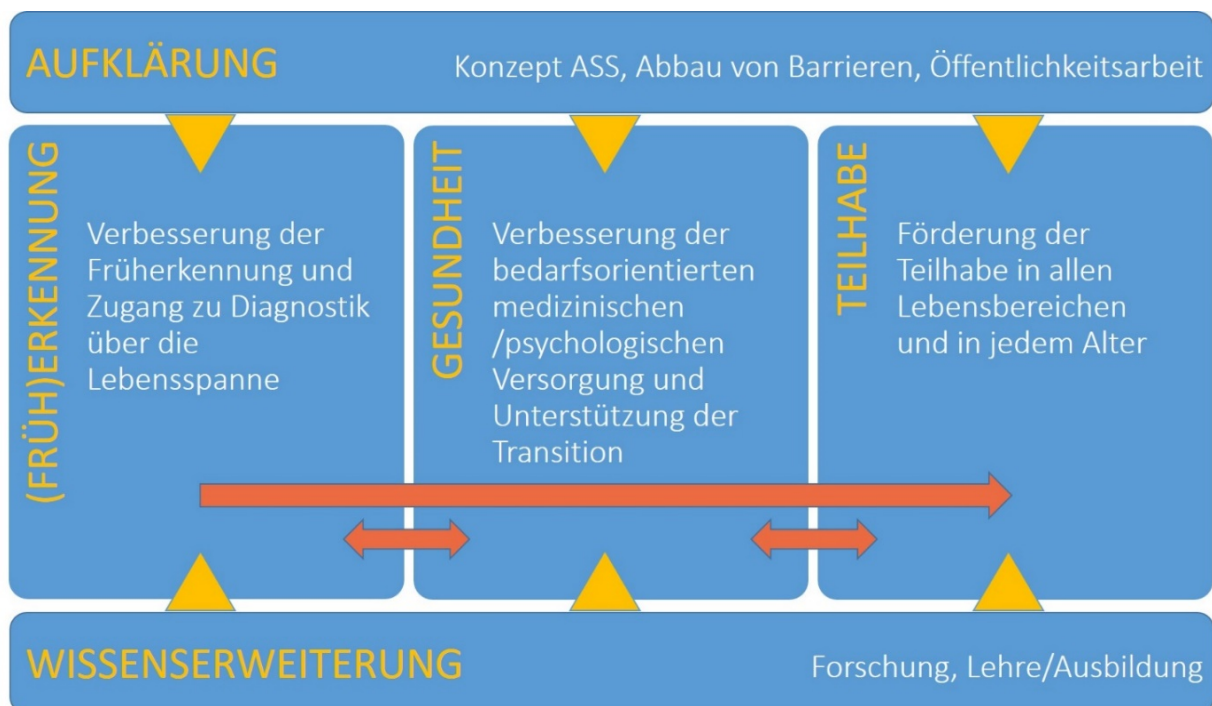 AUFKLÄRUNG
Konzept ASS, Abbau von Barrieren, Öffentlichkeitsarbeit
(FRÜH)ERKENNUNG
Verbesserung der
Früherkennung und
Zugang zu Diagnostik
über die
Lebensspanne
GESUNDHEIT
Verbesserung der
bedarfsorientierten
medizinischen
/psychologischen
Versorgung und
Unterstützung der
Transition
TEILHABE
Förderung der
Teilhabe in allen
Lebensbereichen
und in jedem Alter
WISSENSERWEITERUNG
Forschung, Lehre/Ausbildung